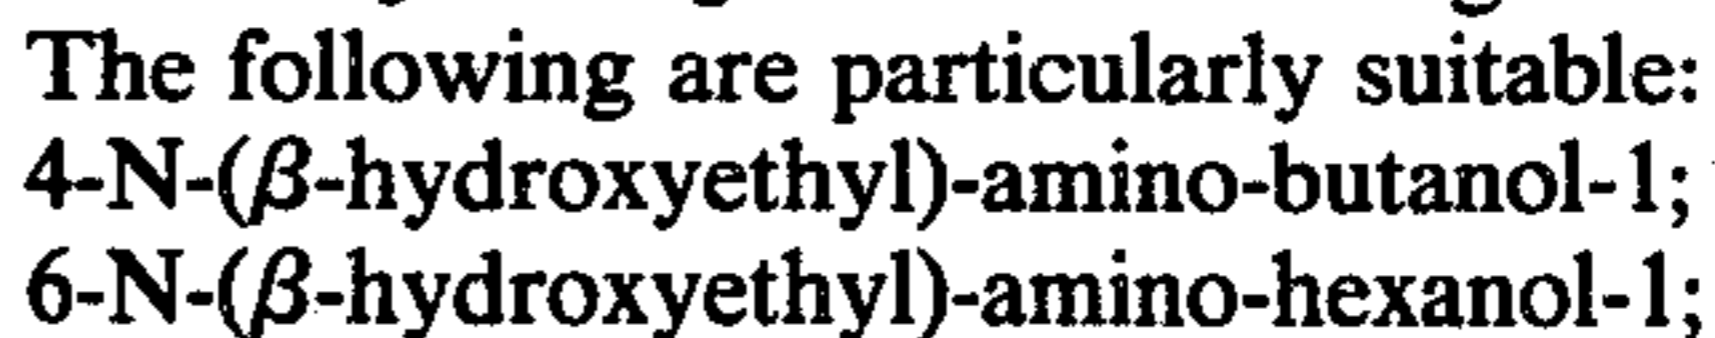 The following are particularly suitable:
4-N-(β-hydroxyethyl)-amino-butanol-1;
6-N-(β-hydroxyethyl)-amino-hexanol-1;